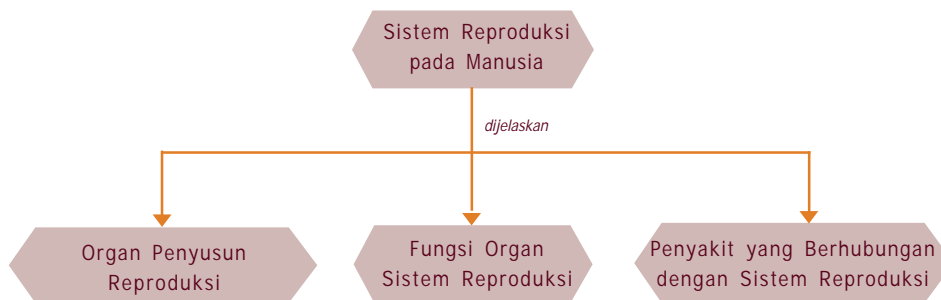 Sistem Reproduksi
pada Manusia
dijelaskan
Organ Penyusun
Reproduksi
Fungsi Organ
Sistem Reproduksi
Penyakit yang Berhubungan
dengan Sistem Reproduksi